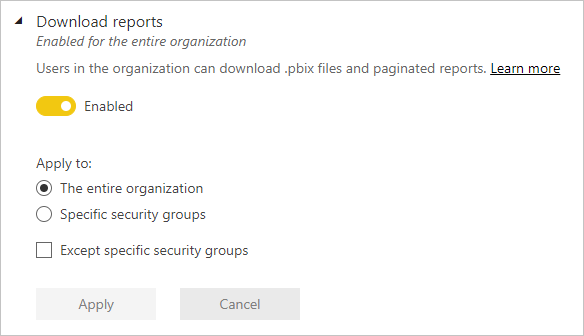 Download reports
Enabled for the entire organization
Users in the organization can download .pbix files and paginated reports. Learn more
Enabled
Apply to:
The entire organization
Specific security groups
Except specific security groups
Apply Cancel